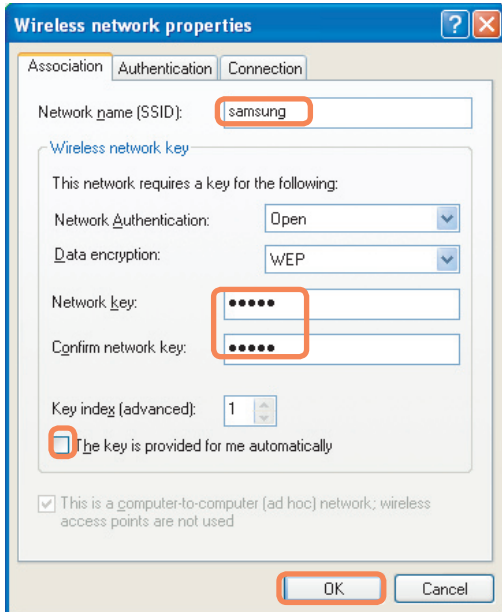 Wireless network properties
Association Authentication Connection
Network name (SSID): samsung
Wireless network key
This network requires a key for the following:
Network Authentication: Open
Data encryption: WEP
Network key: •••••
Confirm network key: •••••
Key index (advanced): 1
The key is provided for me automatically
This is a computer-to-computer (ad hoc) network; wireless
access points are not used
OK Cancel